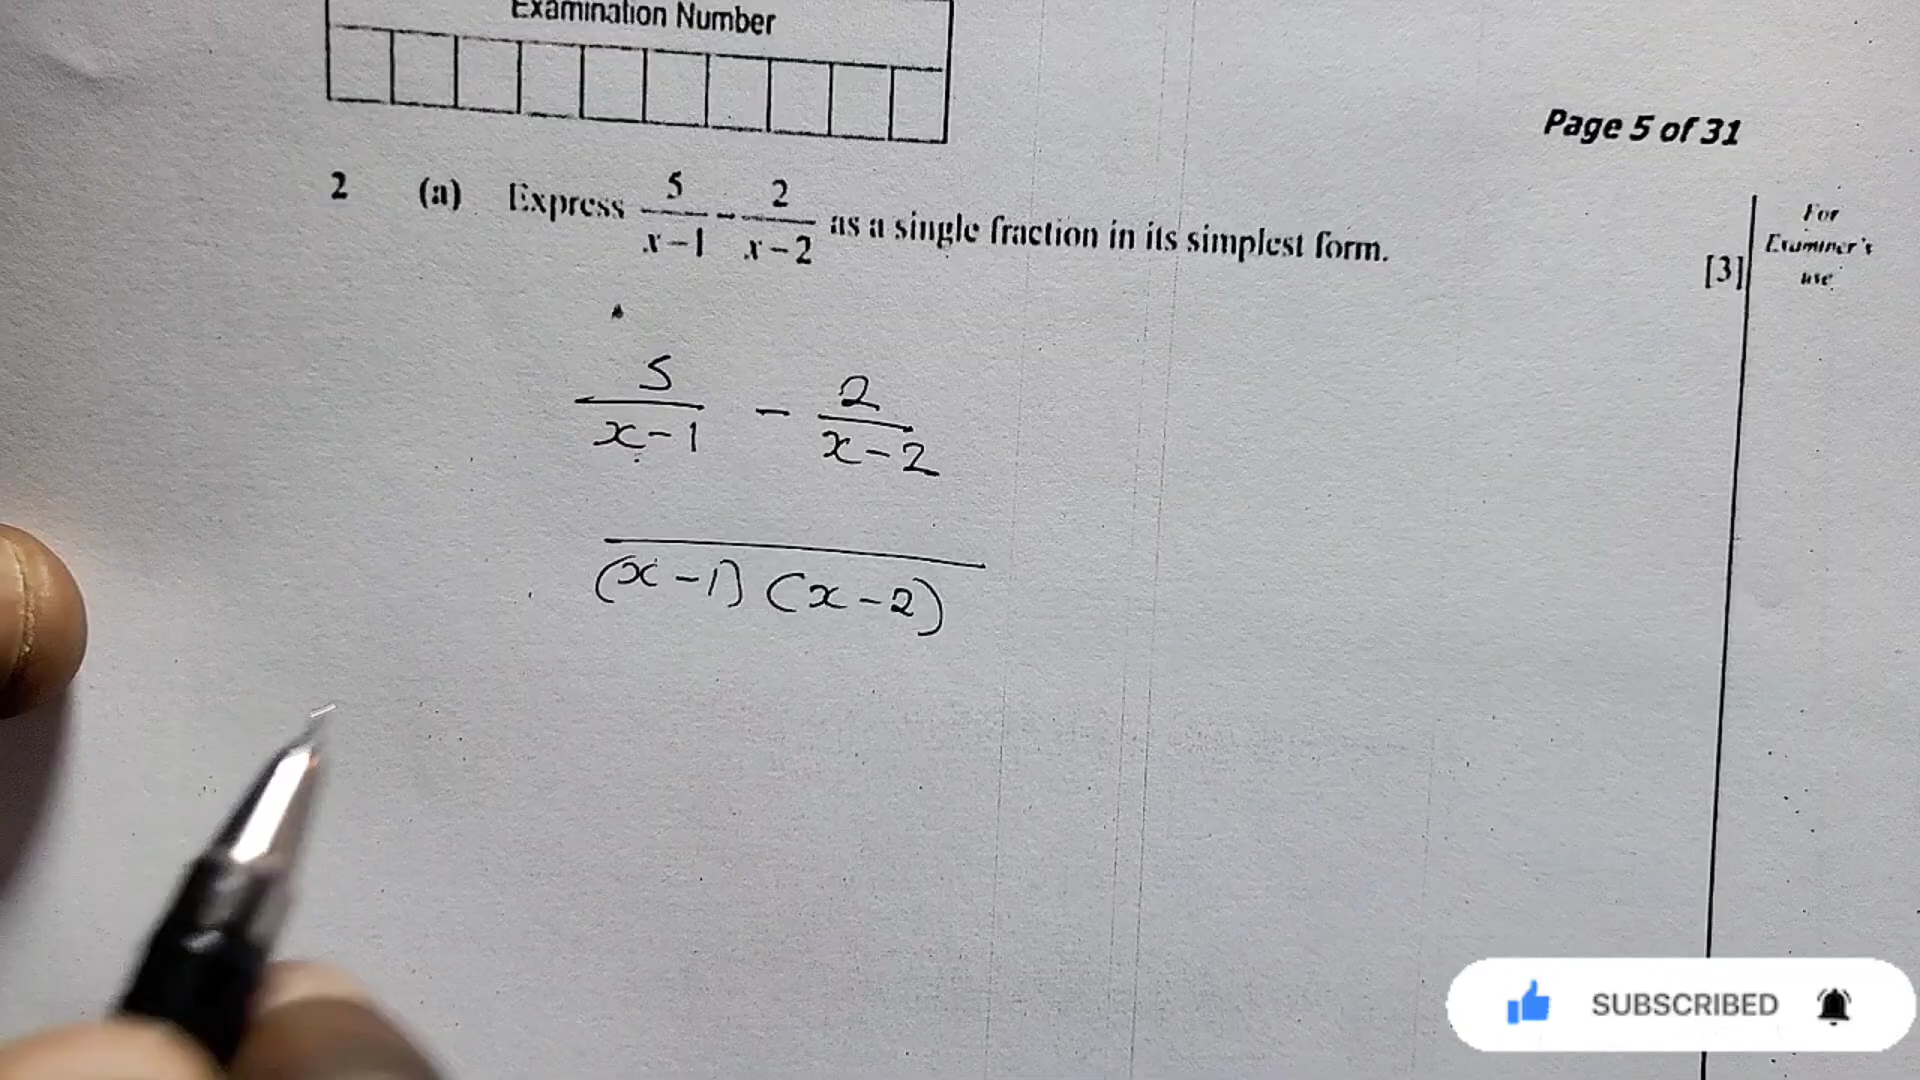 Examination Number
Page 5 of 31
2 (a) Express 5/x-1 - 2/x-2 as a single fraction in its simplest form.
[3]
For
Examiner's
use
5/x-1 - 2/x-2
(x-1)(x-2)
SUBSCRIBED